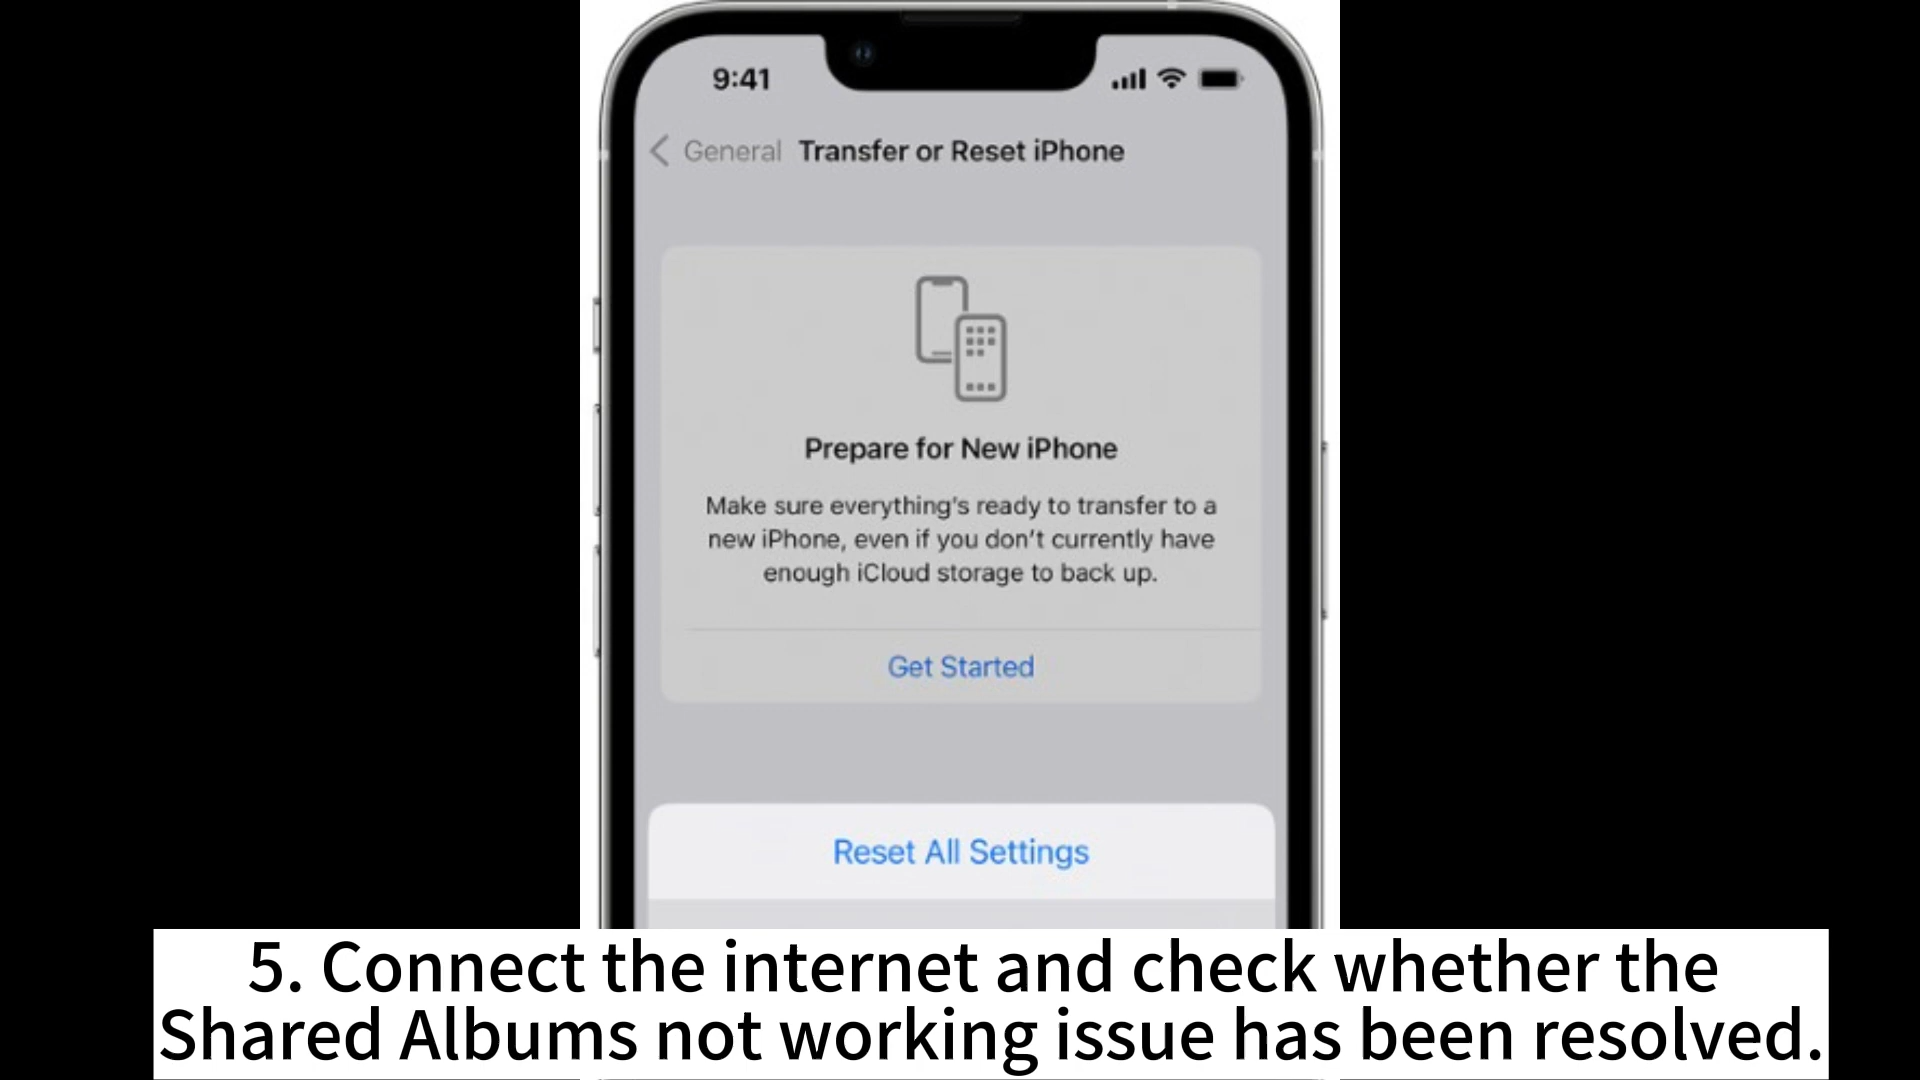 9:41
General Transfer or Reset iPhone
Prepare for New iPhone
Make sure everything's ready to transfer to a
new iPhone, even if you don't currently have
enough iCloud storage to back up.
Get Started
Reset All Settings
5. Connect the internet and check whether the
Shared Albums not working issue has been resolved.